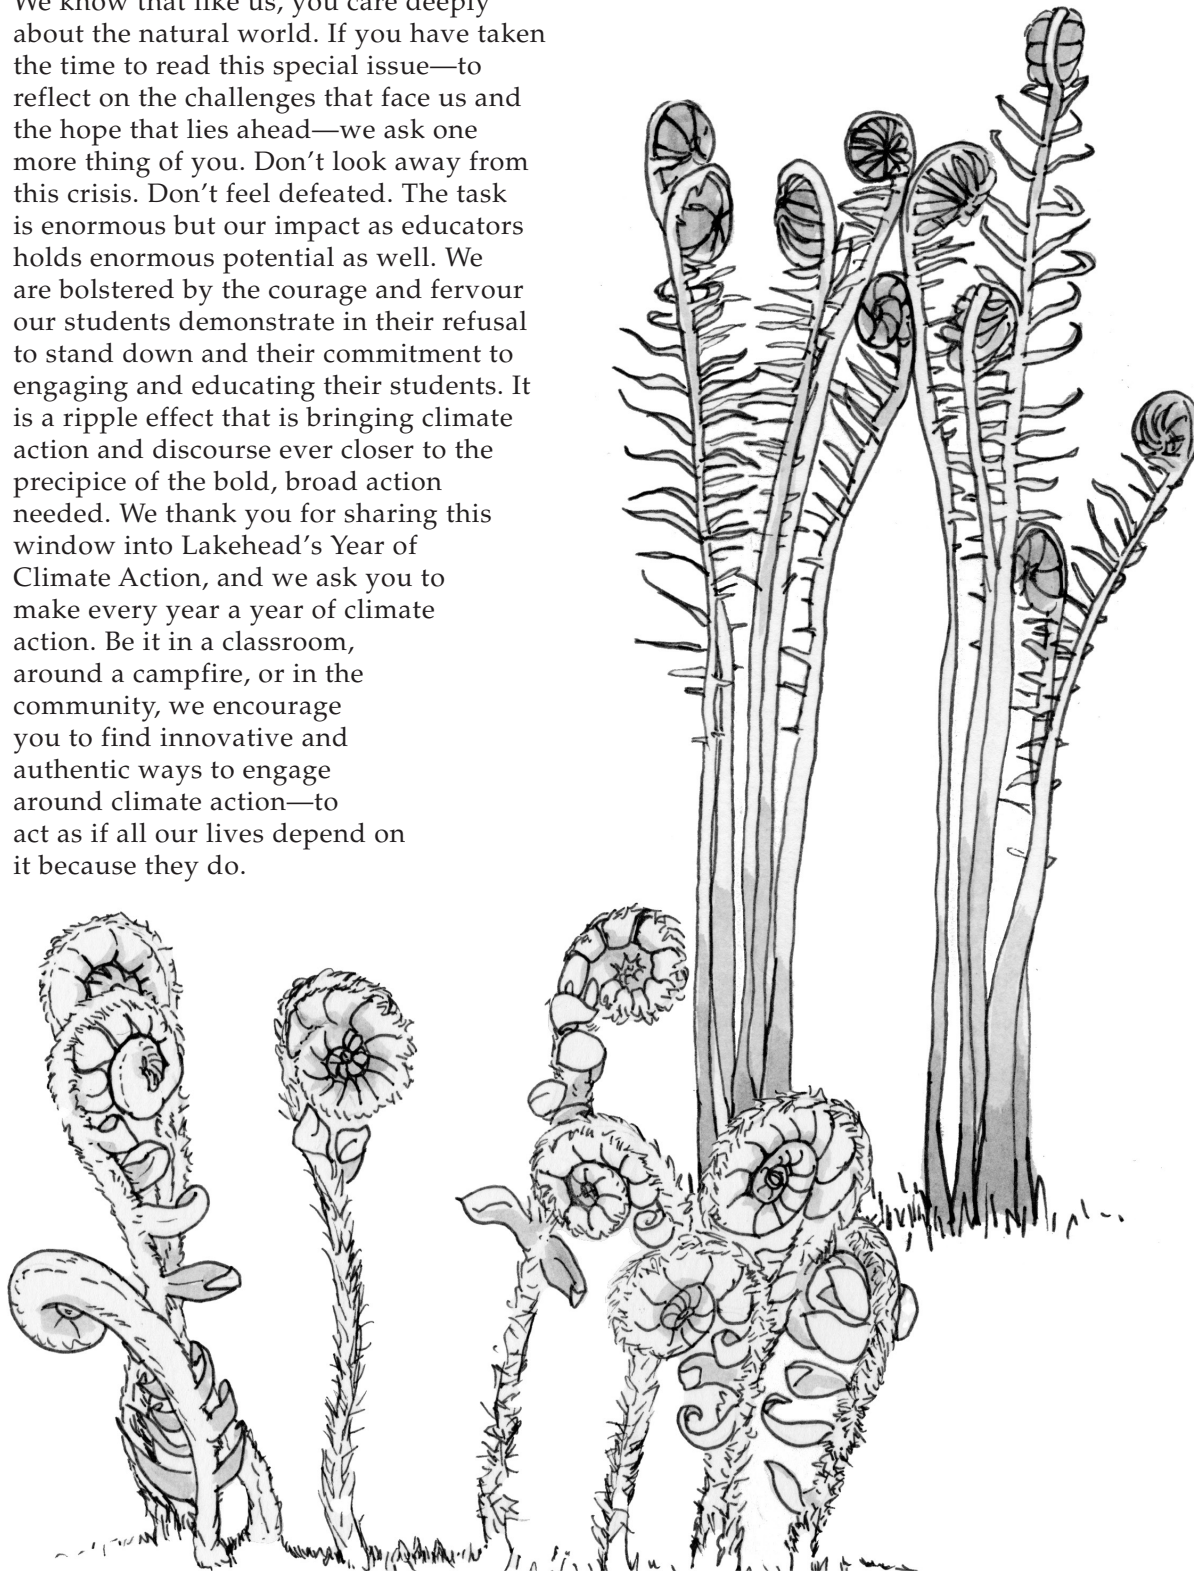 We know that like us, you care deeply
about the natural world. If you have taken
the time to read this special issue—to
reflect on the challenges that face us and
the hope that lies ahead—we ask one
more thing of you. Don’t look away from
this crisis. Don’t feel defeated. The task
is enormous but our impact as educators
holds enormous potential as well. We
are bolstered by the courage and fervour
our students demonstrate in their refusal
to stand down and their commitment to
engaging and educating their students. It
is a ripple effect that is bringing climate
action and discourse ever closer to the
precipice of the bold, broad action
needed. We thank you for sharing this
window into Lakehead’s Year of
Climate Action, and we ask you to
make every year a year of climate
action. Be it in a classroom,
around a campfire, or in the
community, we encourage
you to find innovative and
authentic ways to engage
around climate action—to
act as if all our lives depend on
it because they do.